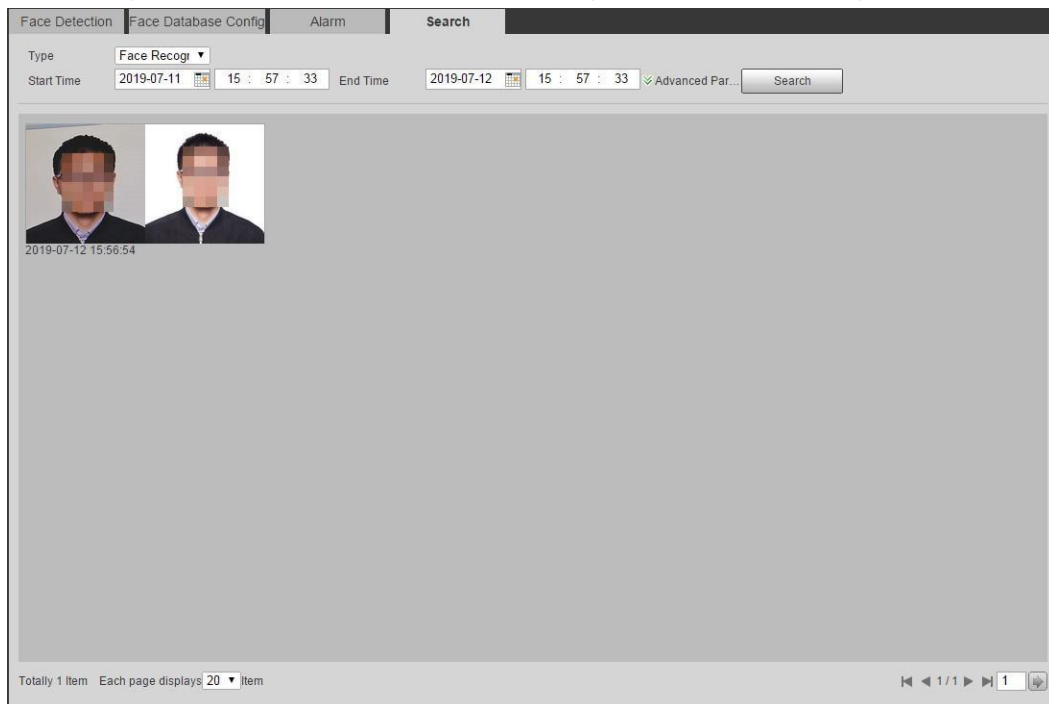 Face Detection Face Database Config Alarm Search
Type Face Recogr
Start Time 2019-07-11 15 : 57 : 33 End Time 2019-07-12 15 : 57 : 33 Advanced Par... Search
2019-07-12 15:56:54
Totally 1 Item Each page displays 20 Item 1 / 1 1